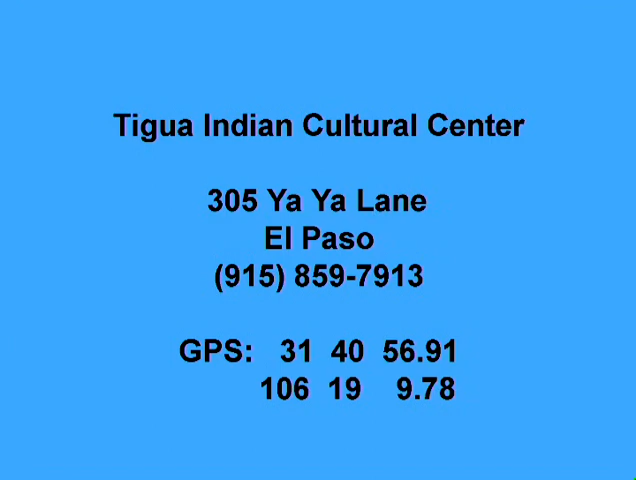 Tigua Indian Cultural Center
305 Ya Ya Lane
El Paso
(915) 859-7913
GPS: 31 40 56.91
106 19 9.78